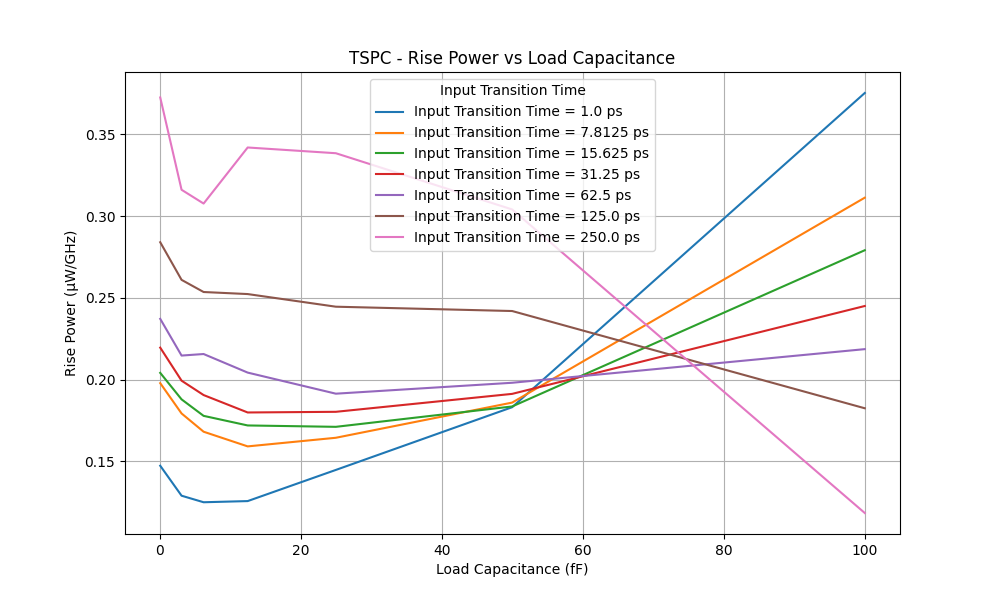 TSPC - Rise Power vs Load Capacitance
Input Transition Time
Input Transition Time = 1.0 ps
Input Transition Time = 7.8125 ps
Input Transition Time = 15.625 ps
Input Transition Time = 31.25 ps
Input Transition Time = 62.5 ps
Input Transition Time = 125.0 ps
Input Transition Time = 250.0 ps
Rise Power (μW/GHz)
0.35
0.30
0.25
0.20
0.15
0 20 40 60 80 100
Load Capacitance (fF)